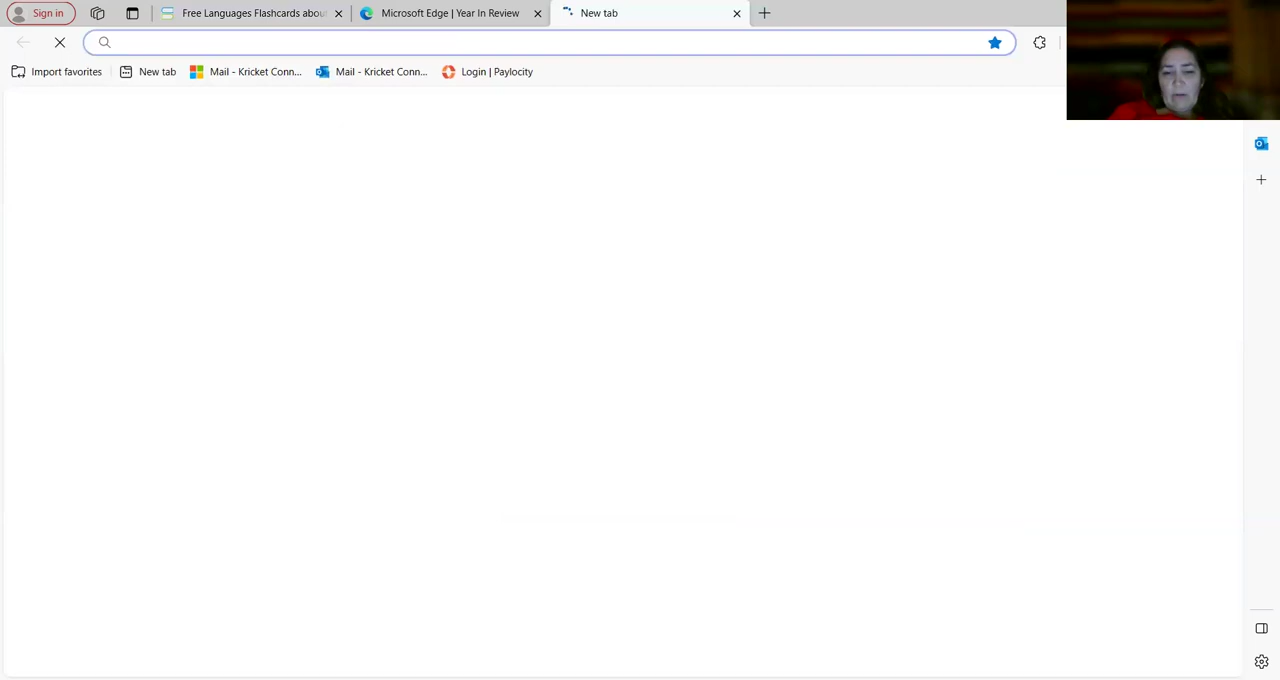 Sign in
Free Languages Flashcards abou
Microsoft Edge | Year In Review
New tab
Import favorites
New tab
Mail - Kricket Conn...
Mail - Kricket Conn...
Login | Paylocity